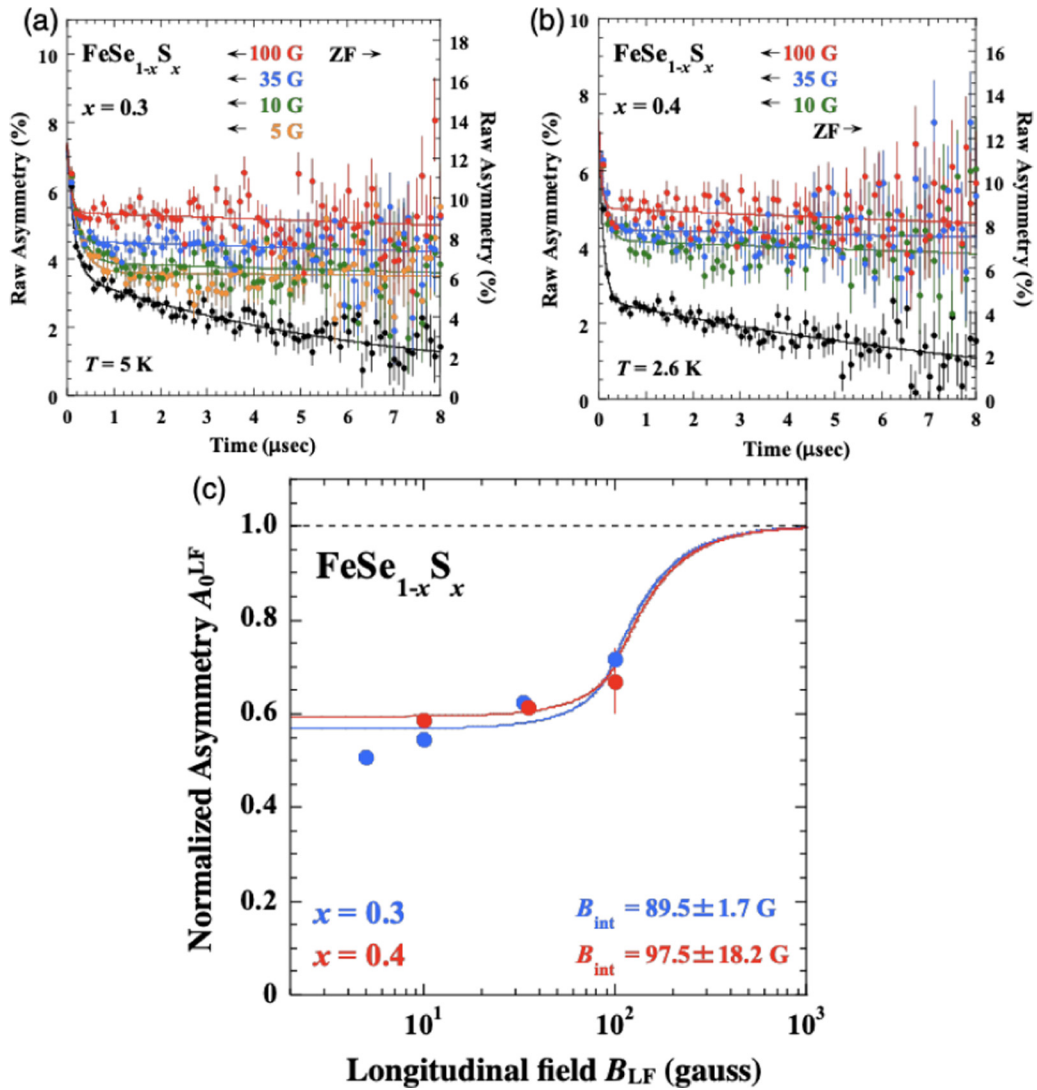 (a)
FeSe1-xSx
x = 0.3
←100 G
←35 G
←10 G
←5 G
ZF→
T = 5 K
Raw Asymmetry (%)
10
8
6
4
2
0
18
16
14
12
10
8
6
4
2
0
Raw Asymmetry (%)
0 1 2 3 4 5 6 7 8
Time (μsec)
(b)
FeSe1-xSx
x = 0.4
←100 G
←35 G
←10 G
ZF→
T = 2.6 K
Raw Asymmetry (%)
10
8
6
4
2
0
16
14
12
10
8
6
4
2
0
Raw Asymmetry (%)
0 1 2 3 4 5 6 7 8
Time (μsec)
(c)
Normalized Asymmetry A0LF
1.0
0.8
0.6
0.4
0.2
0
FeSe1-xSx
x = 0.3
x = 0.4
Bint = 89.5±1.7 G
Bint = 97.5±18.2 G
10¹ 10² 10³
Longitudinal field BLF (gauss)